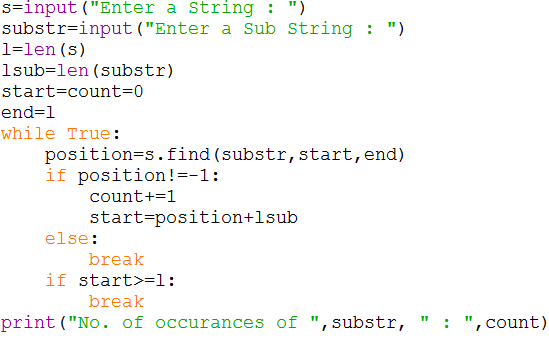 s=input("Enter a String : ")
substr=input("Enter a Sub String : ")
l=len(s)
lsub=len(substr)
start=count=0
end=l
while True:
    position=s.find(substr,start,end)
    if position!=-1:
        count+=1
        start=position+lsub
    else:
        break
    if start>=l:
        break
print("No. of occurances of ",substr, " : ",count)